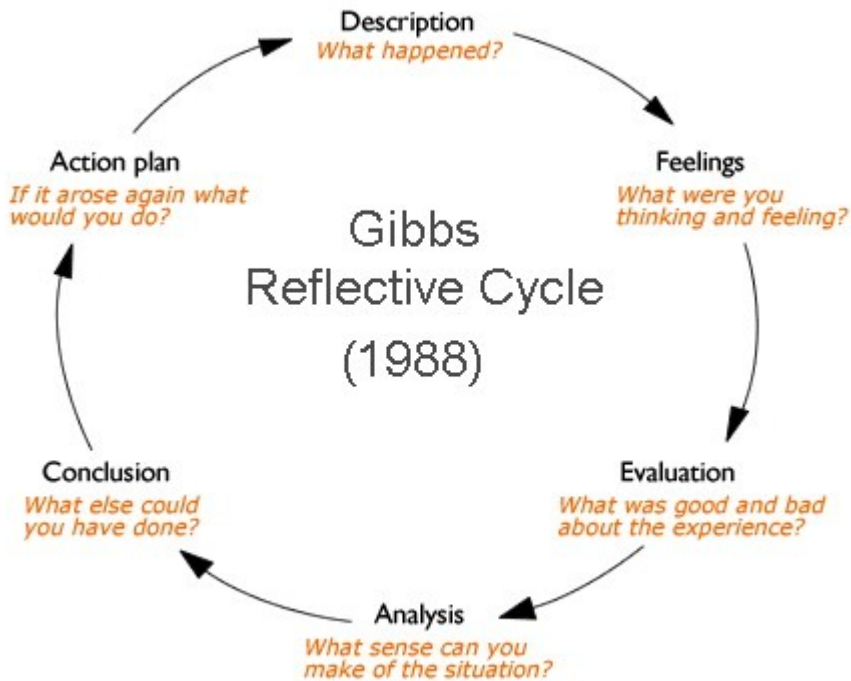 Description
What happened?
Feelings
What were you
thinking and feeling?
Evaluation
What was good and bad
about the experience?
Analysis
What sense can you
make of the situation?
Conclusion
What else could
you have done?
Action plan
If it arose again what
would you do?
Gibbs
Reflective Cycle
(1988)